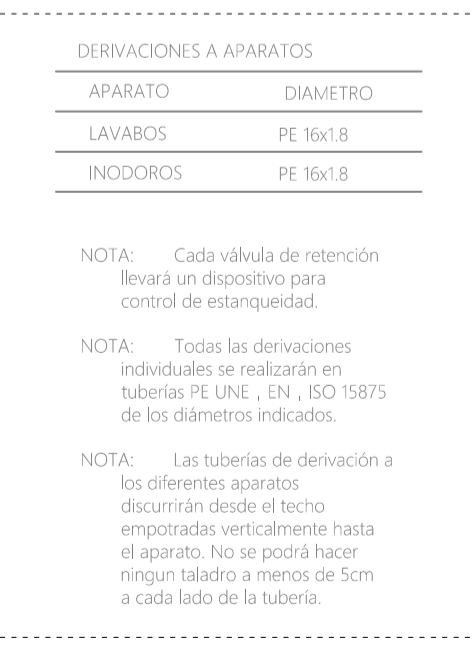 DERIVACIONES A APARATOS
APARATO DIAMETRO
LAVABOS PE 16x1.8
INODOROS PE 16x1.8
NOTA: Cada válvula de retención
llevará un dispositivo para
control de estanqueidad.
NOTA: Todas las derivaciones
individuales se realizarán en
tuberías PE UNE , EN , ISO 15875
de los diámetros indicados.
NOTA: Las tuberías de derivación a
los diferentes aparatos
discurrirán desde el techo
empotradas verticalmente hasta
el aparato. No se podrá hacer
ningun taladro a menos de 5cm
a cada lado de la tubería.